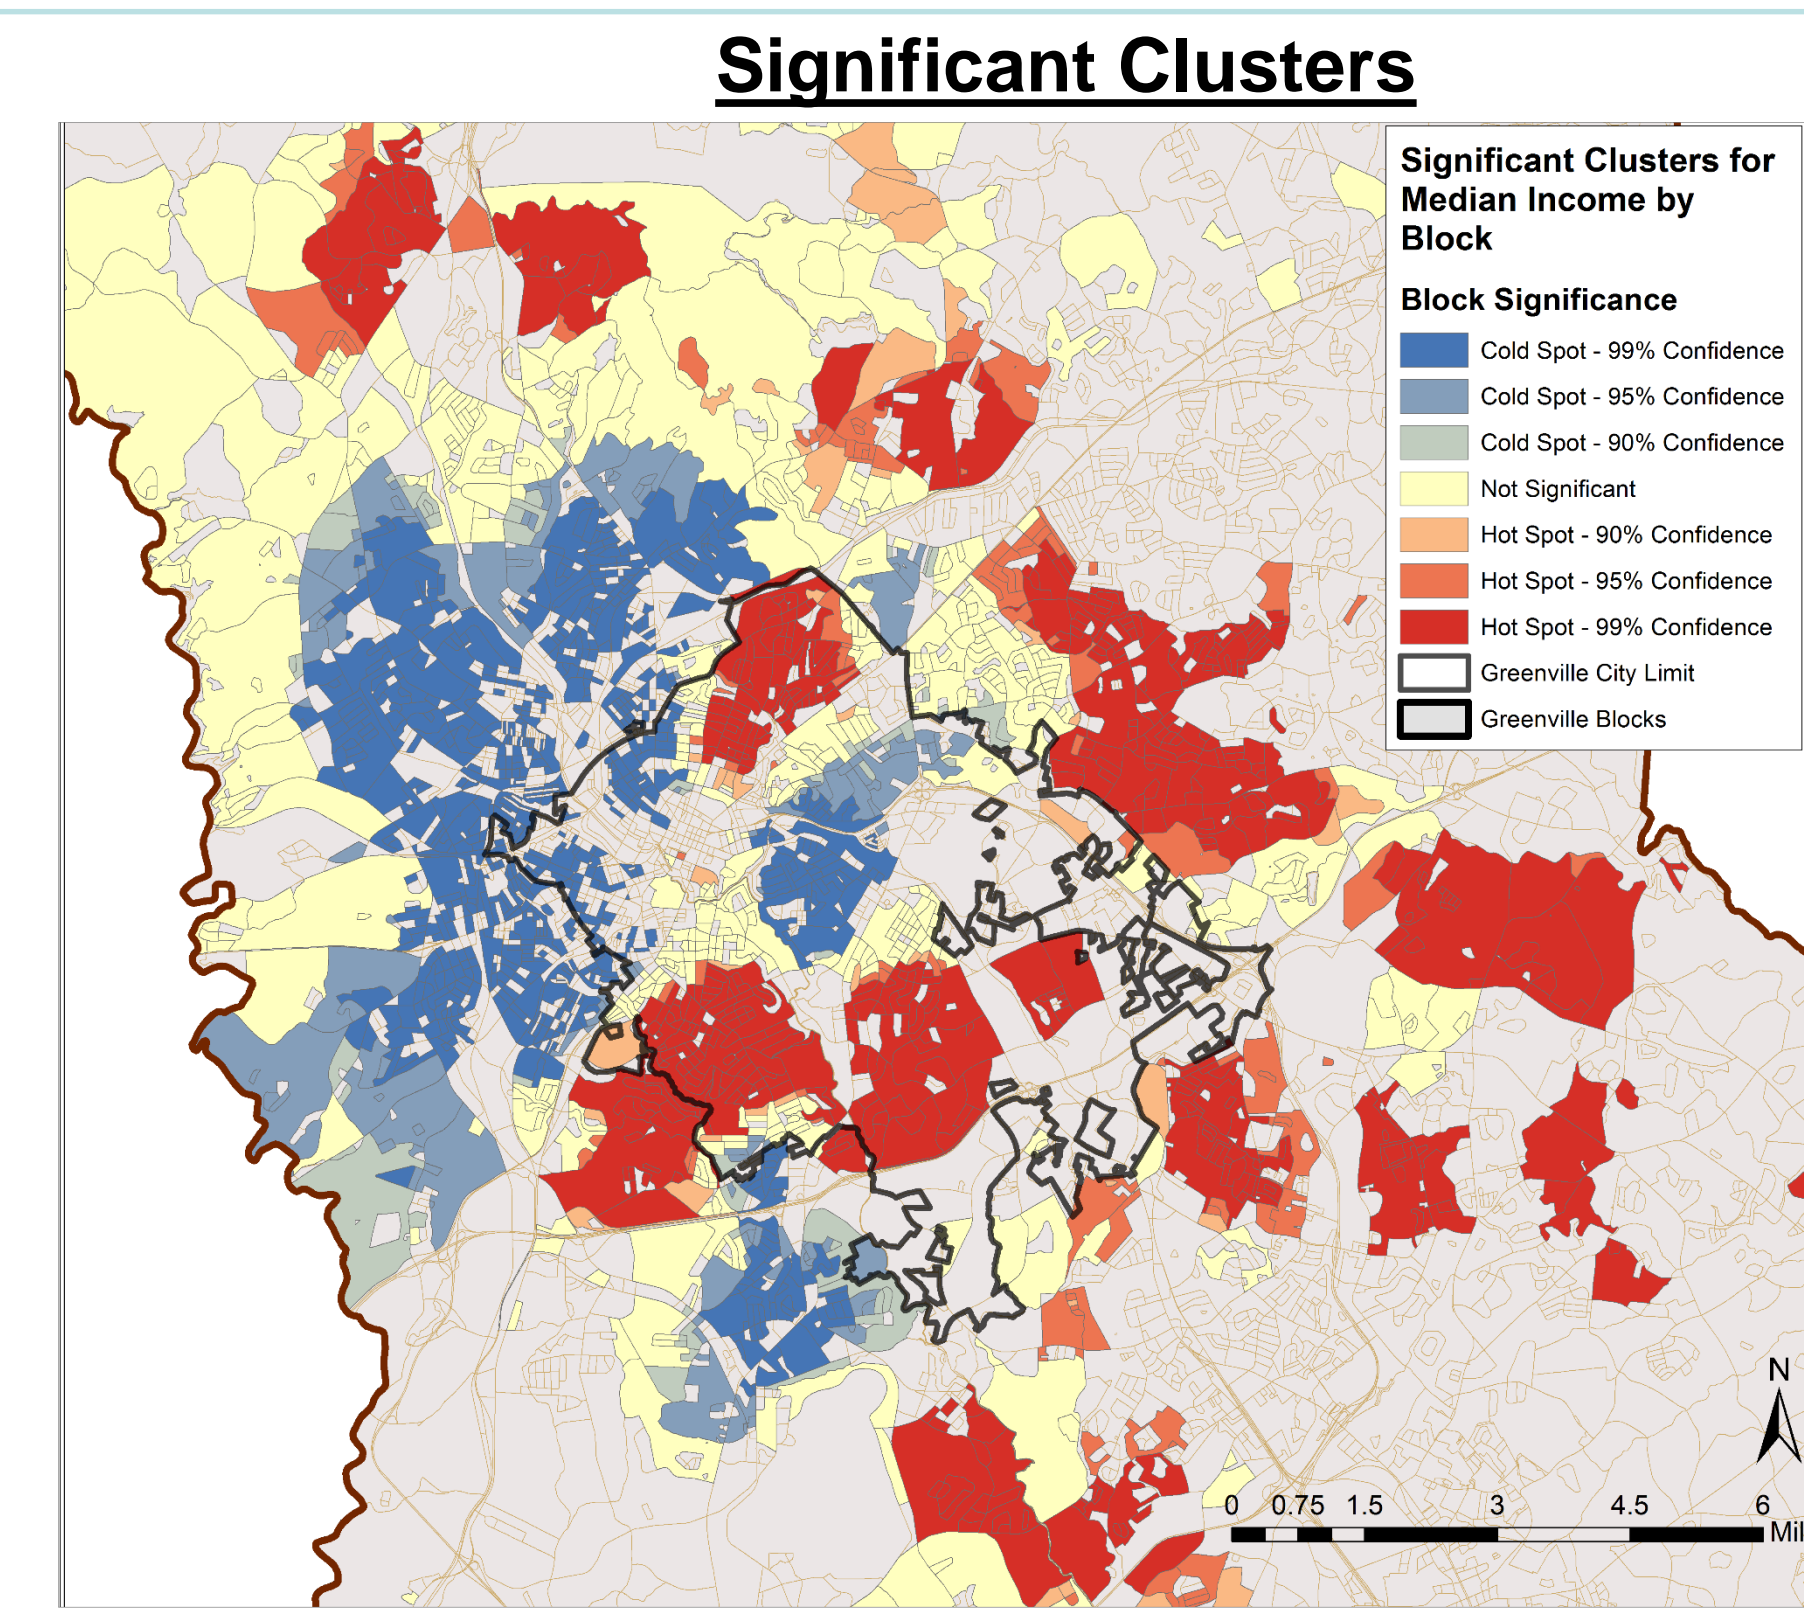 Significant Clusters
Significant Clusters for
Median Income by
Block
Block Significance
Cold Spot - 99% Confidence
Cold Spot - 95% Confidence
Cold Spot - 90% Confidence
Not Significant
Hot Spot - 90% Confidence
Hot Spot - 95% Confidence
Hot Spot - 99% Confidence
Greenville City Limit
Greenville Blocks
N
0 0.75 1.5 3 4.5 6
Mil